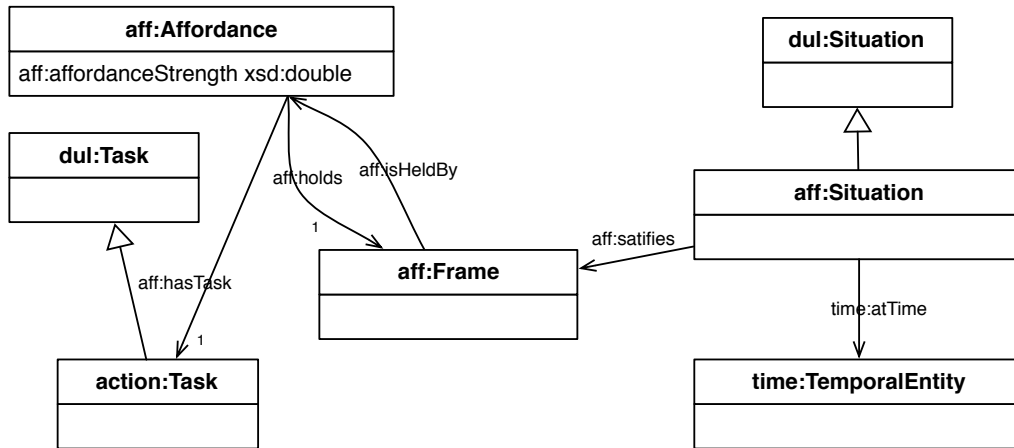 aff:Affordance
aff:affordanceStrength xsd:double
dul:Situation
dul:Task
aff:holds
aff:isHeldBy
aff:Situation
1
aff:satifies
aff:Frame
aff:hasTask
time:atTime
1
action:Task
time:TemporalEntity